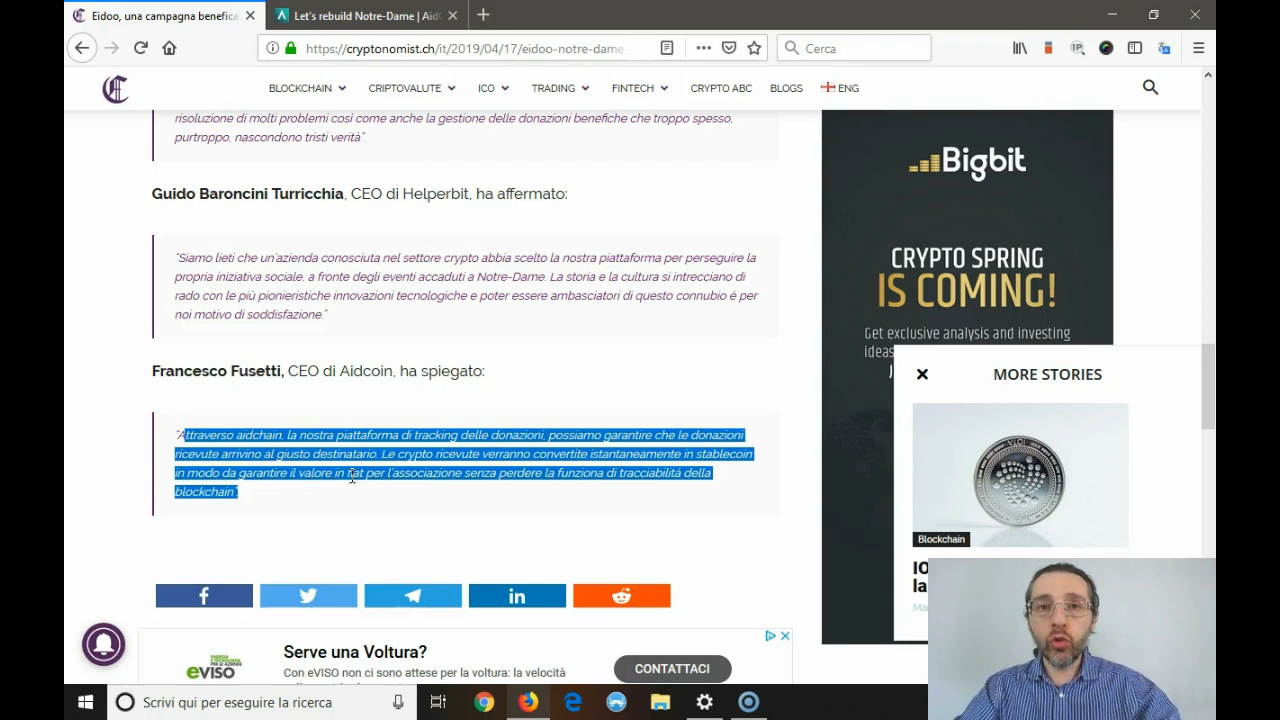 Eidoo, una campagna benefica
Let's rebuild Notre-Dame | Aid
https://cryptonomist.ch/it/2019/04/17/eidoo-notre-dame-
Cerca
BLOCKCHAIN
CRIPTOVALUTE
ICO
TRADING
FINTECH
CRYPTO ABC
BLOGS
ENG
risoluzione di molti problemi così come anche la gestione delle donazioni benefiche che troppo spesso,
purtroppo, nascondono tristi verità".
Guido Baroncini Turricchia, CEO di Helperbit, ha affermato:
"Siamo lieti che un'azienda conosciuta nel settore crypto abbia scelto la nostra piattaforma per perseguire la
propria iniziativa sociale, a fronte degli eventi accaduti a Notre-Dame. La storia e la cultura si intrecciano di
rado con le più pionieristiche innovazioni tecnologiche e poter essere ambasciatori di questo connubio è per
noi motivo di soddisfazione."
Francesco Fusetti, CEO di Aidcoin, ha spiegato:
"Attraverso aidchain, la nostra piattaforma di tracking delle donazioni, possiamo garantire che le donazioni
ricevute arrivino al giusto destinatario. Le crypto ricevute verranno convertite istantaneamente in stablecoin
in modo da garantire il valore in fiat per l'associazione senza perdere la funziona di tracciabilitá della
blockchain".
Bigbit
CRYPTO SPRING
IS COMING!
Get exclusive analysis and investing
ideas
MORE STORIES
Blockchain
IO
la
Ma
Serve una Voltura?
Con eVISO non ci sono attese per la voltura: la velocità
eVISO
CONTATTACI
Scrivi qui per eseguire la ricerca